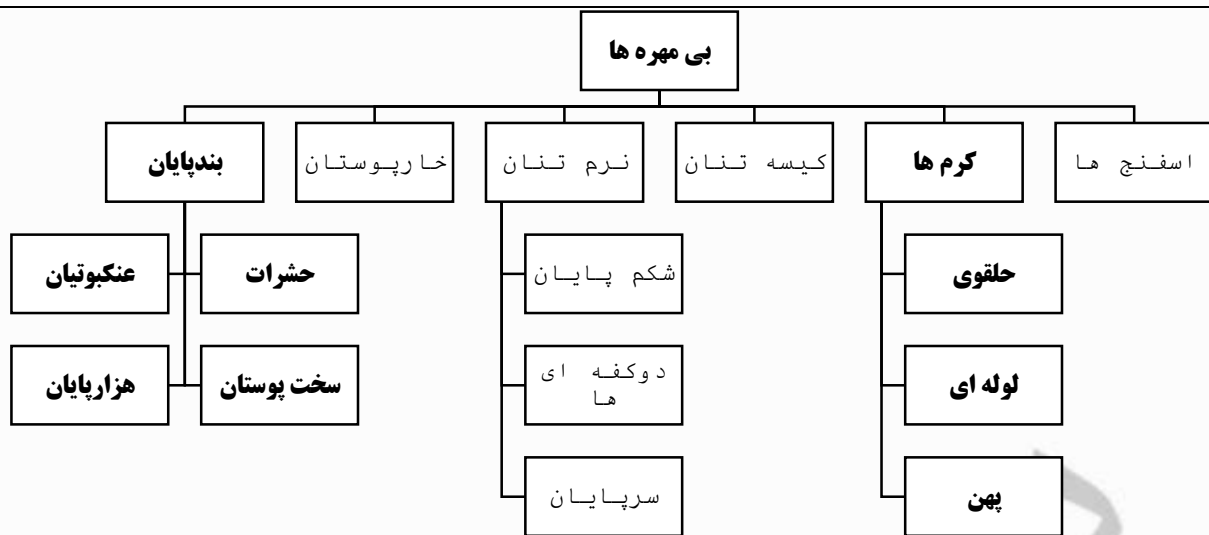 بی مهره ها
اسفنج ها
کرم ها
کیسه تنان
نرم تنان
خارپوستان
بندپایان
حلقوی
شکم پایان
حشرات
عنکبوتیان
لوله ای
دوکفه ای
ها
سخت پوستان
هزارپایان
پهن
سرپایان